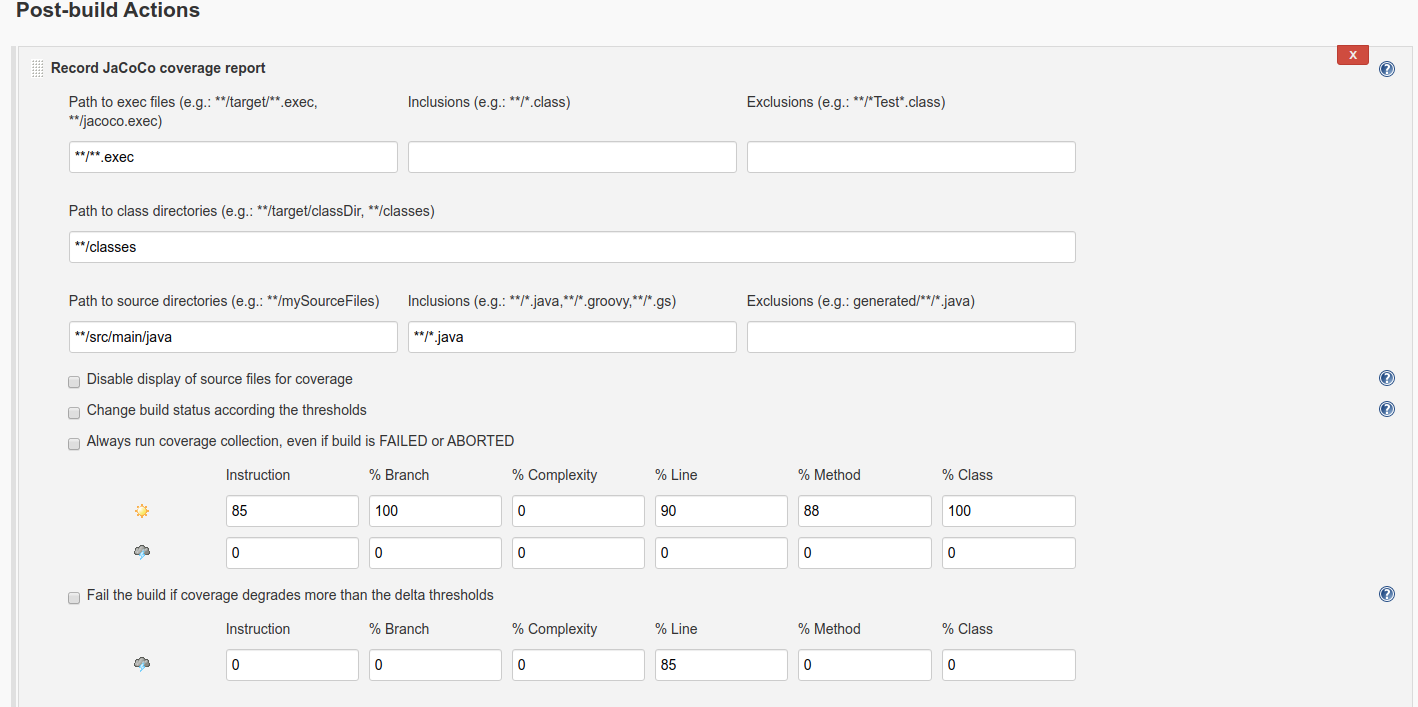 Post-build Actions
X
Record JaCoCo coverage report
?
Path to exec files (e.g.: **/target/**.exec,
**/jacoco.exec)
Inclusions (e.g.: **/*.class)
Exclusions (e.g.: **/*Test*.class)
**/**.exec
Path to class directories (e.g.: **/target/classDir, **/classes)
**/classes
Path to source directories (e.g.: **/mySourceFiles)
Inclusions (e.g.: **/*.java,**/*.groovy,**/*.gs)
Exclusions (e.g.: generated/**/*.java)
**/src/main/java
**/*.java
Disable display of source files for coverage
?
Change build status according the thresholds
?
Always run coverage collection, even if build is FAILED or ABORTED
Instruction % Branch % Complexity % Line % Method % Class
85 100 0 90 88 100
0 0 0 0 0 0
Fail the build if coverage degrades more than the delta thresholds
?
Instruction % Branch % Complexity % Line % Method % Class
0 0 0 85 0 0